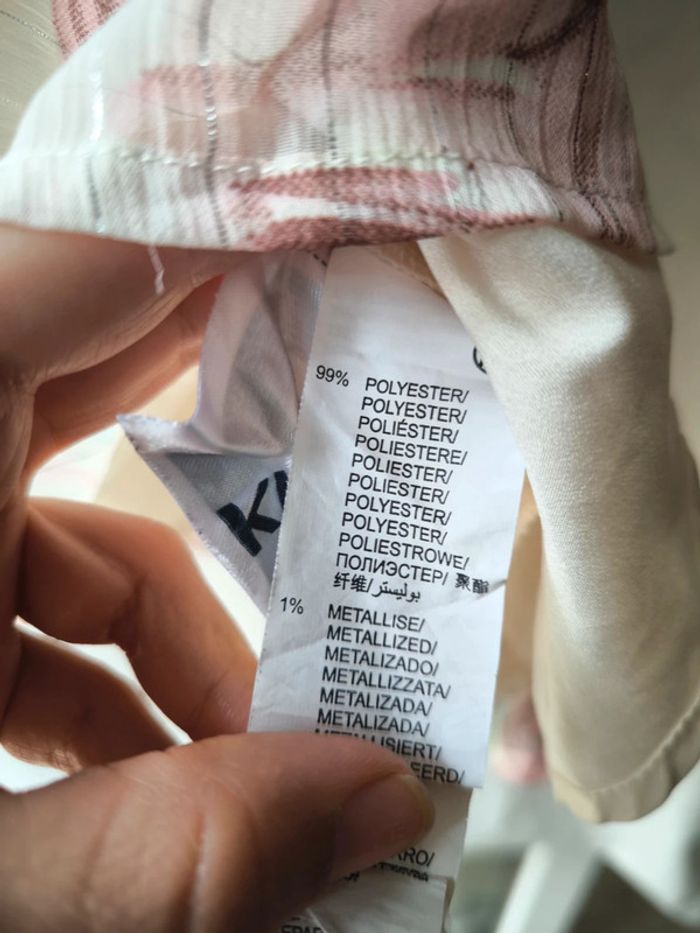 99% POLYESTER/
POLYESTER/
POLIÉSTER/
POLIESTERE/
POLIESTER/
POLIESTER/
POLYESTER/
POLYESTER/
POLIESTROWE/
ПОЛИЭСТЕР/ 聚酯
纤维/بوليستر/
1% METALLISE/
METALLIZED/
METALIZADO/
METALLIZZATA/
METALIZADA/
METALIZADA/
METALLISIERT/